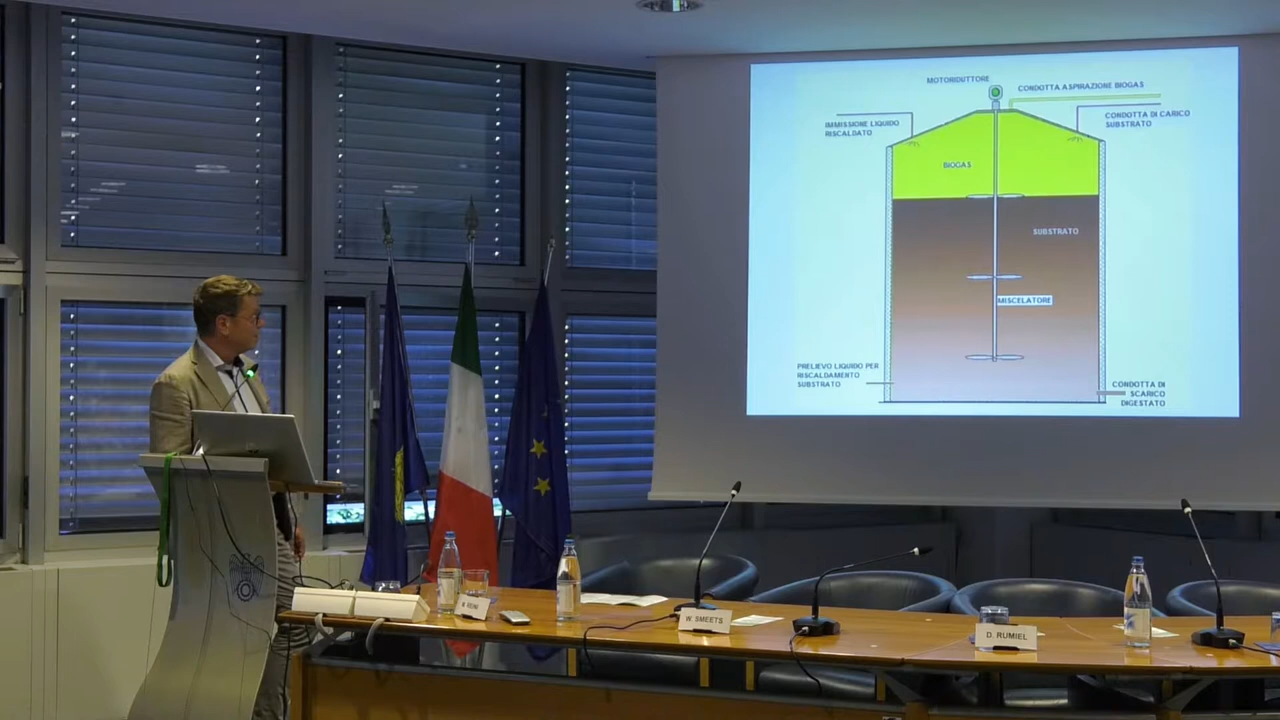 MOTORIDUTTORE
CONDOTTA ASPIRAZIONE BIOGAS
IMMISSIONE LIQUIDO
RISCALDATO
CONDOTTA DI CARICO
SUBSTRATO
BIOGAS
SUBSTRATO
MISCELATORE
PRELIEVO LIQUIDO PER
RISCALDAMENTO
SUBSTRATO
CONDOTTA DI
SCARICO
DIGESTATO
W. SMEETS
D. RUMIEL